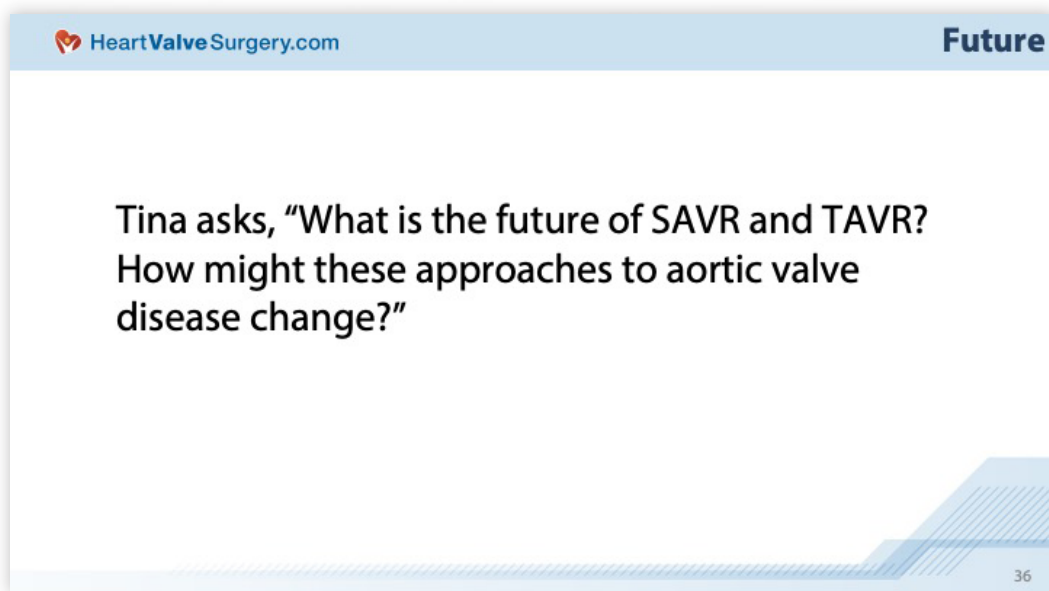 HeartValveSurgery.com
Future
Tina asks, “What is the future of SAVR and TAVR?
How might these approaches to aortic valve
disease change?”
36